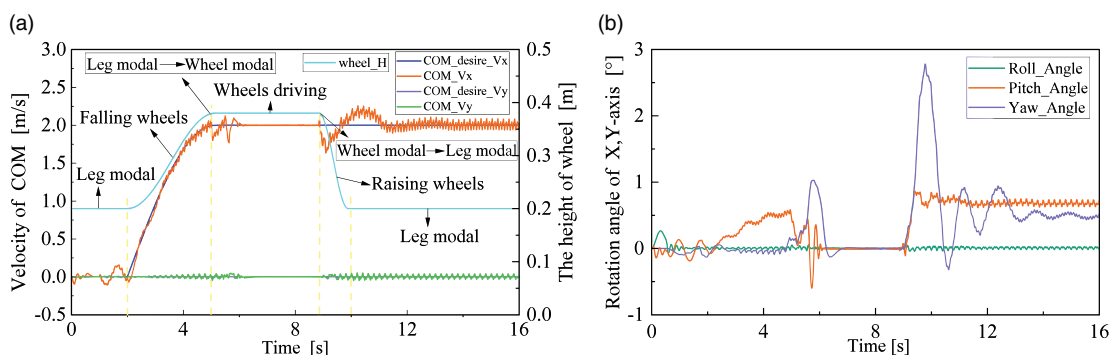 (a)
3.0
2.5
2.0
1.5
1.0
0.5
0.0
-0.5
Velocity of COM [m/s]
0
4
8
12
16
Time [s]
0.5
0.4
0.3
0.2
0.1
0.0
The height of wheel [m]
Leg modal→Wheel modal
wheel_H
COM_desire_Vx
COM_Vx
COM_desire_Vy
COM_Vy
Wheels driving
Falling wheels
Wheel modal→Leg modal
Leg modal
Raising wheels
Leg modal
(b)
3
2
1
0
-1
Rotation angle of X,Y-axis [°]
0
4
8
12
16
Time [s]
Roll_Angle
Pitch_Angle
Yaw_Angle